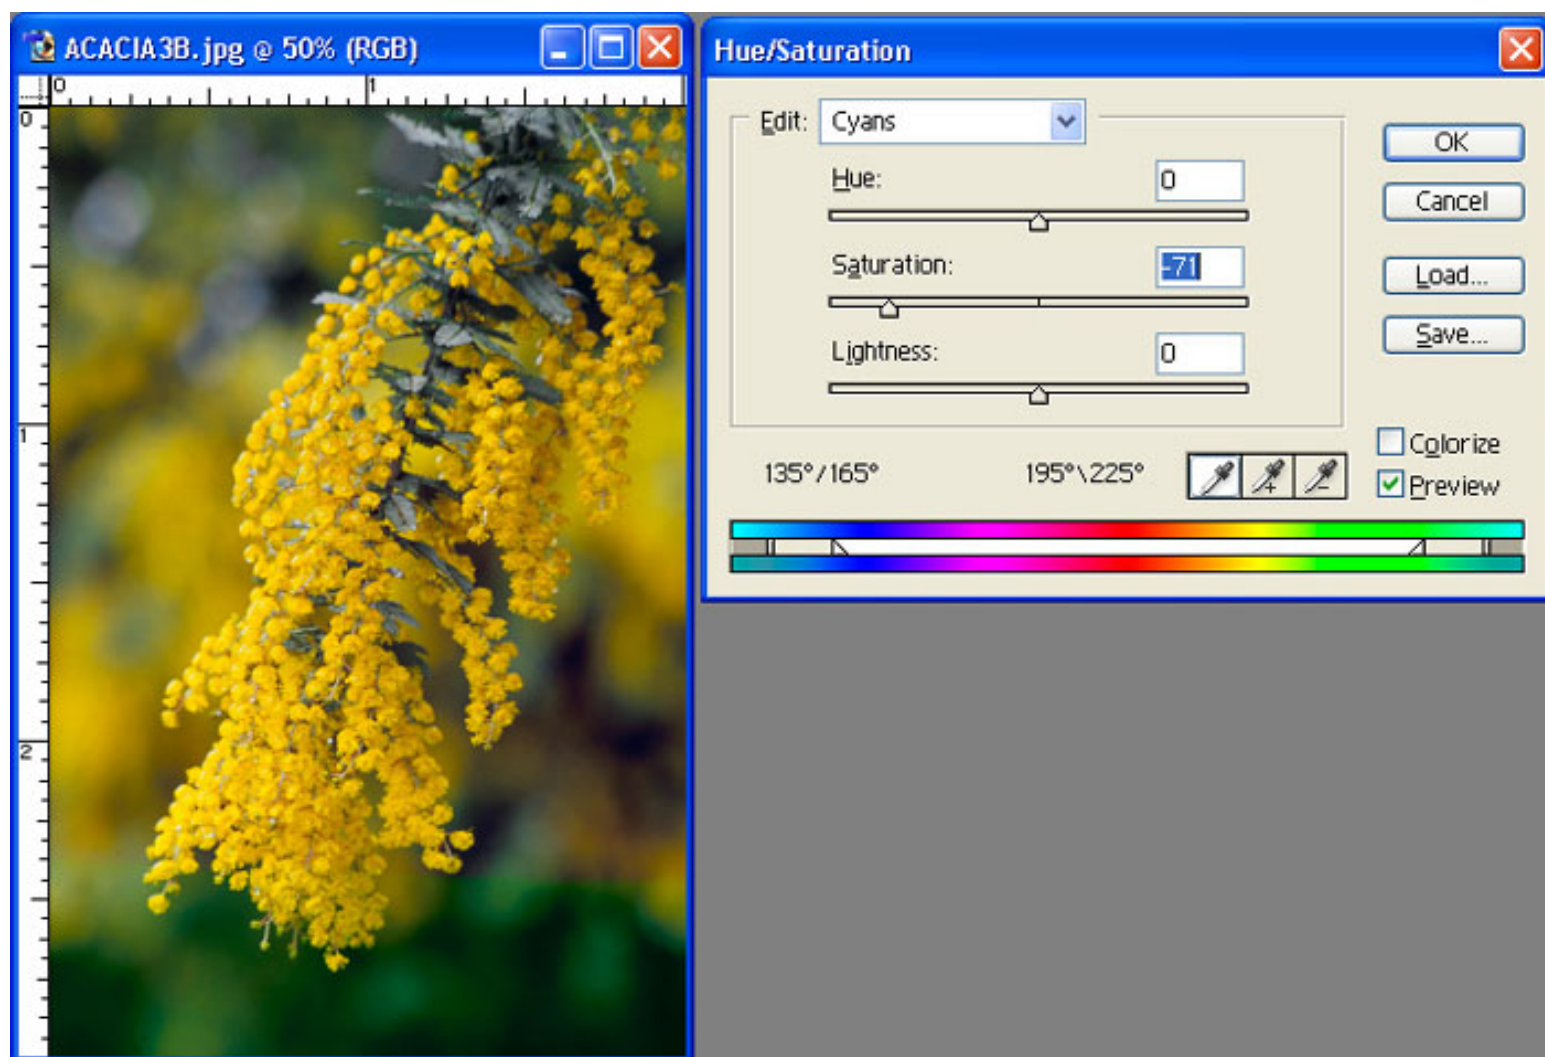 ACACIA3B.jpg @ 50% (RGB)
0
1
0
1
2
Hue/Saturation
Edit: Cyans
Hue: 0
Saturation: -71
Lightness: 0
OK
Cancel
Load...
Save...
Colorize
Preview
135°/165° 195°\225°